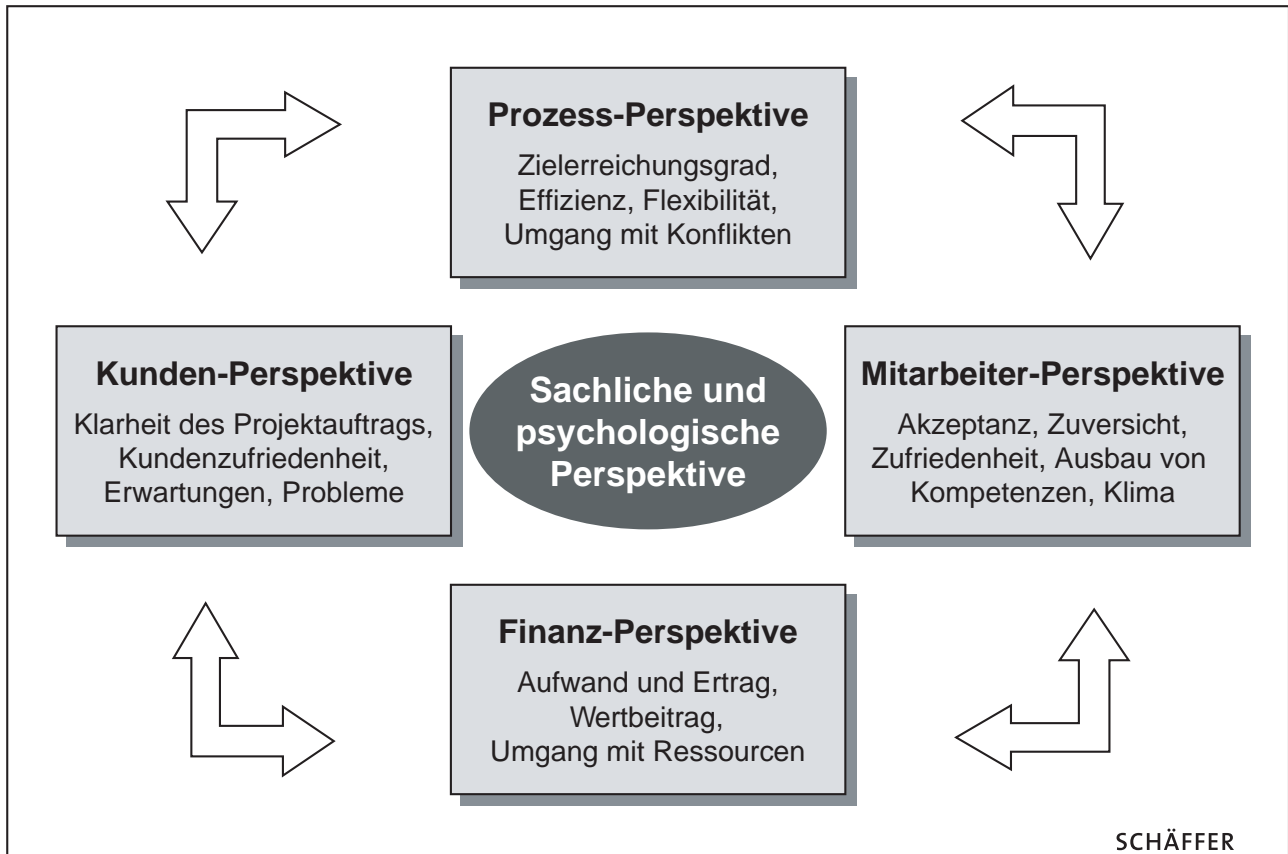 Prozess-Perspektive
Zielerreichungsgrad,
Effizienz, Flexibilität,
Umgang mit Konflikten
Kunden-Perspektive
Klarheit des Projektauftrags,
Kundenzufriedenheit,
Erwartungen, Probleme
Sachliche und
psychologische
Perspektive
Mitarbeiter-Perspektive
Akzeptanz, Zuversicht,
Zufriedenheit, Ausbau von
Kompetenzen, Klima
Finanz-Perspektive
Aufwand und Ertrag,
Wertbeitrag,
Umgang mit Ressourcen
SCHÄFFER